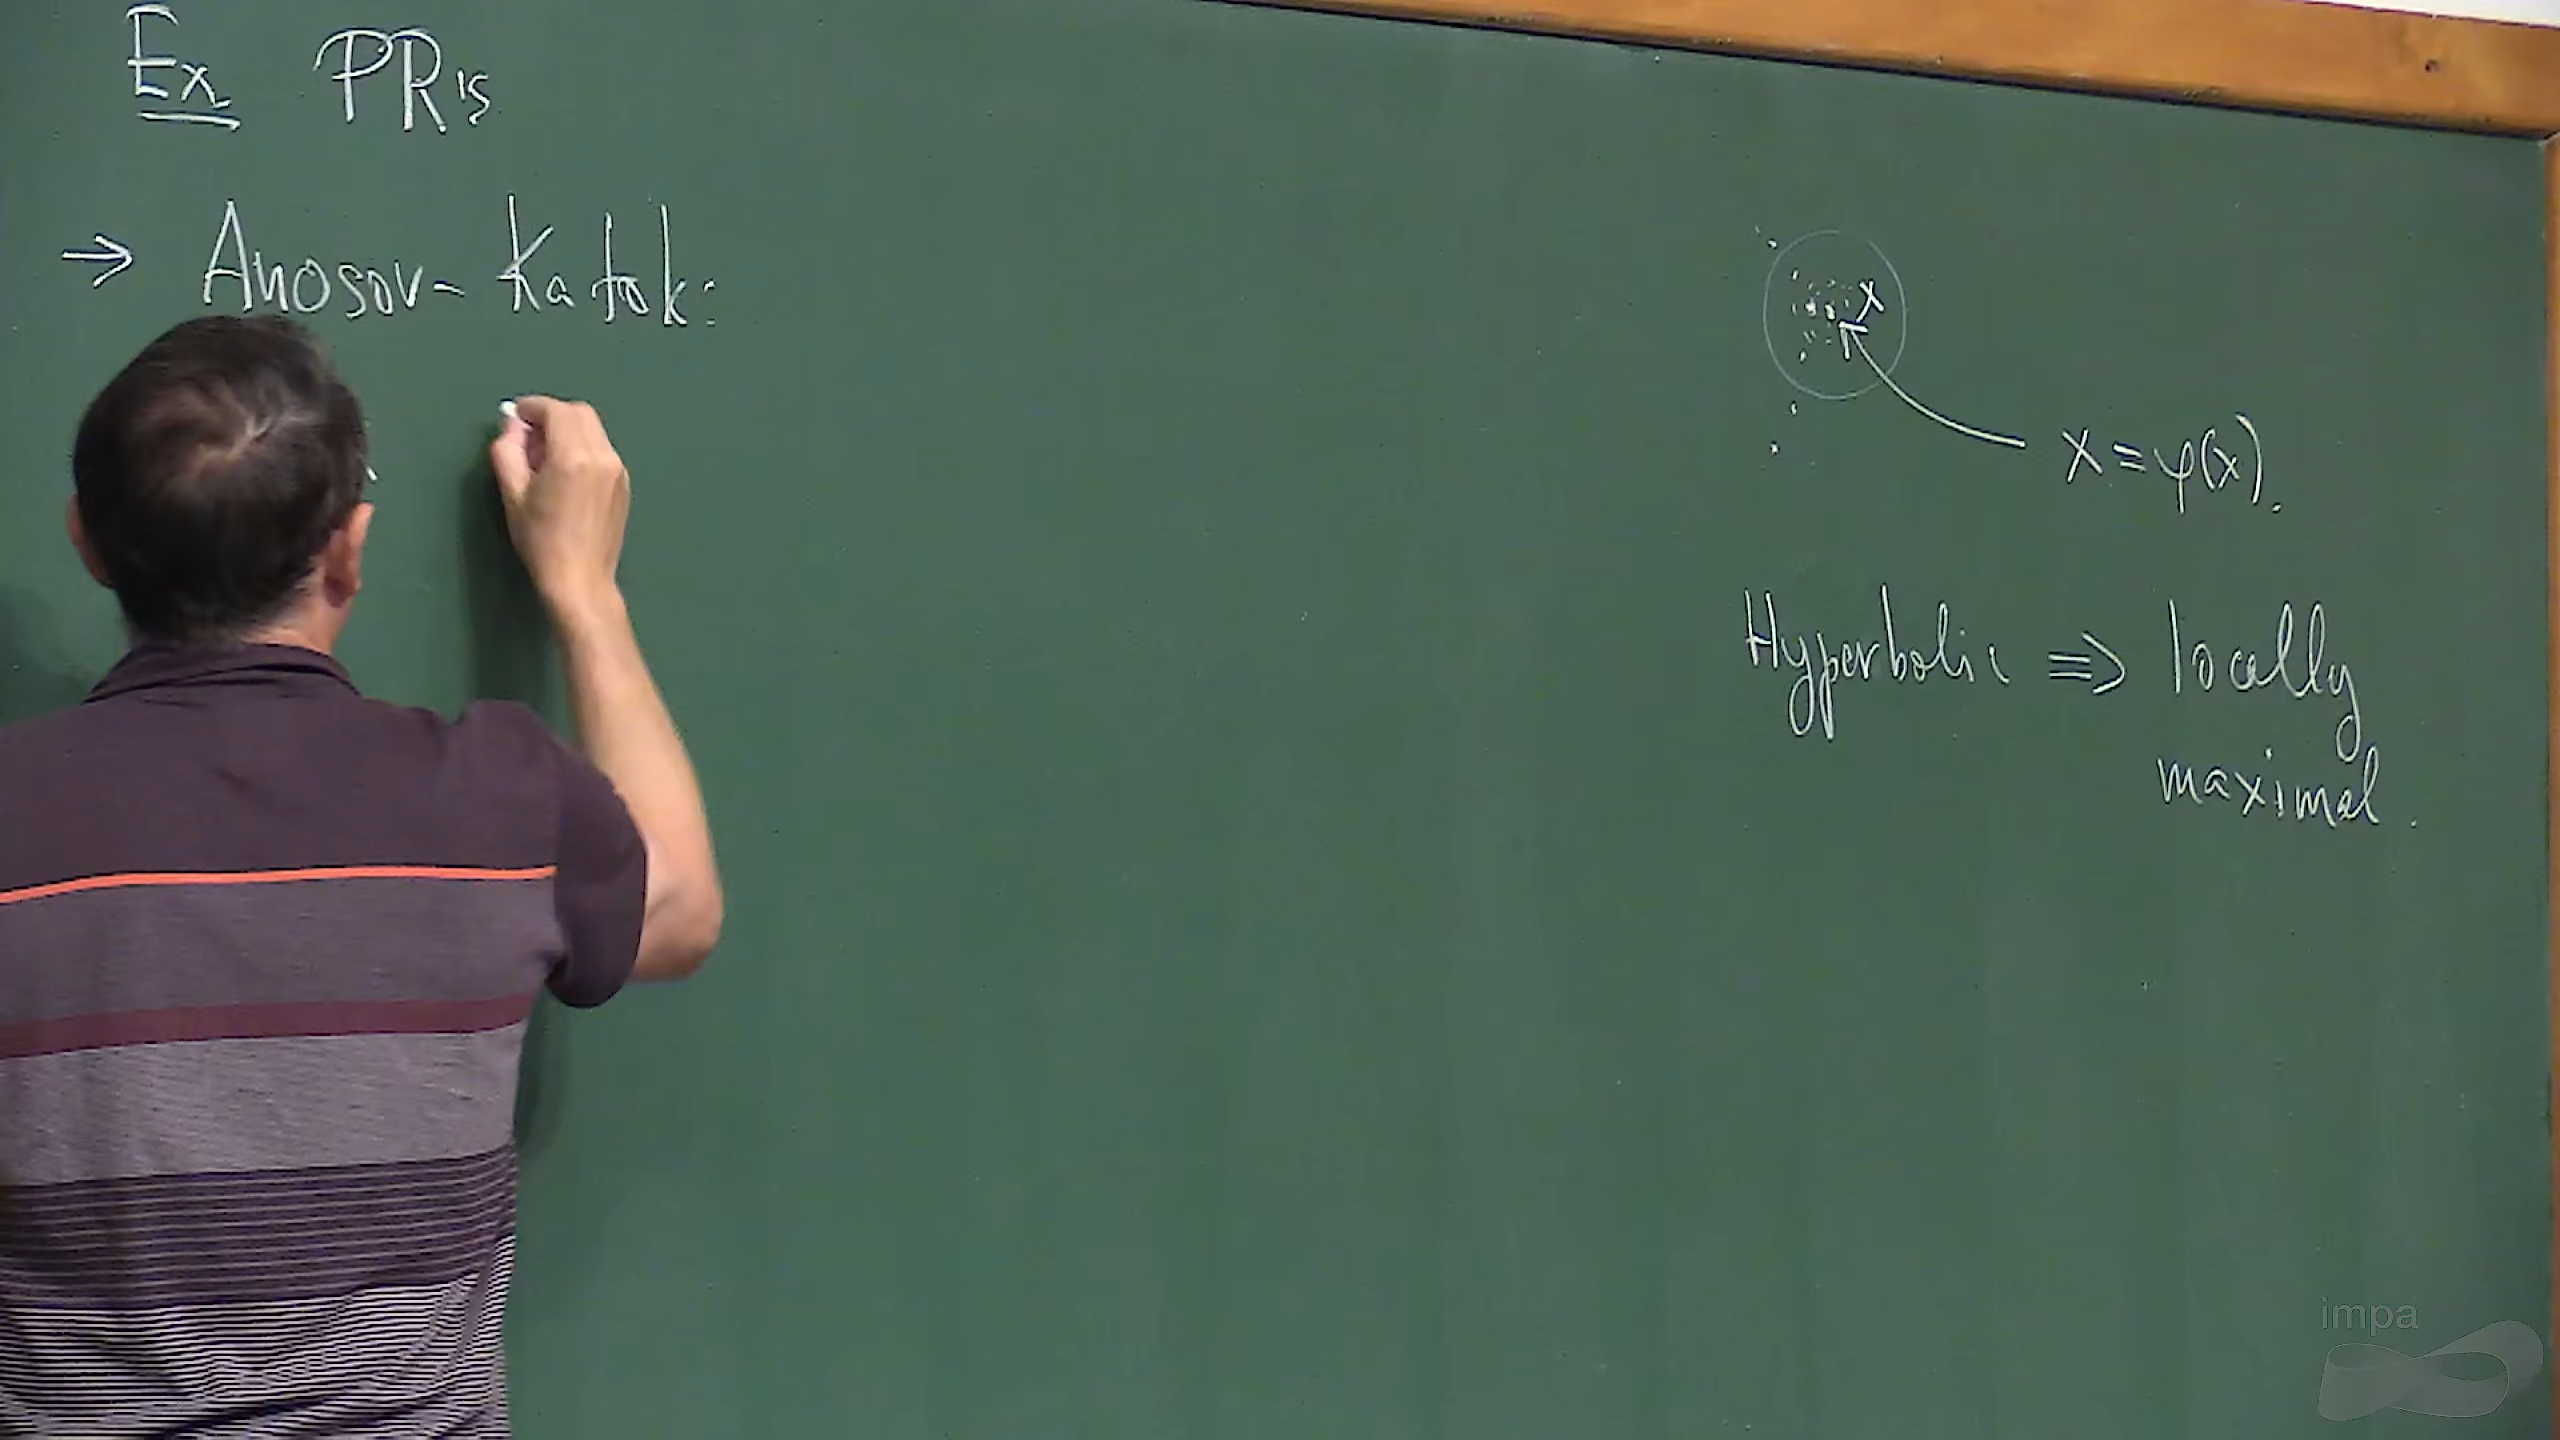 Ex PR's
→ Anosov-Katok:
x
x = φ(x).
Hyperbolic ⇒ locally
maximal.
impa